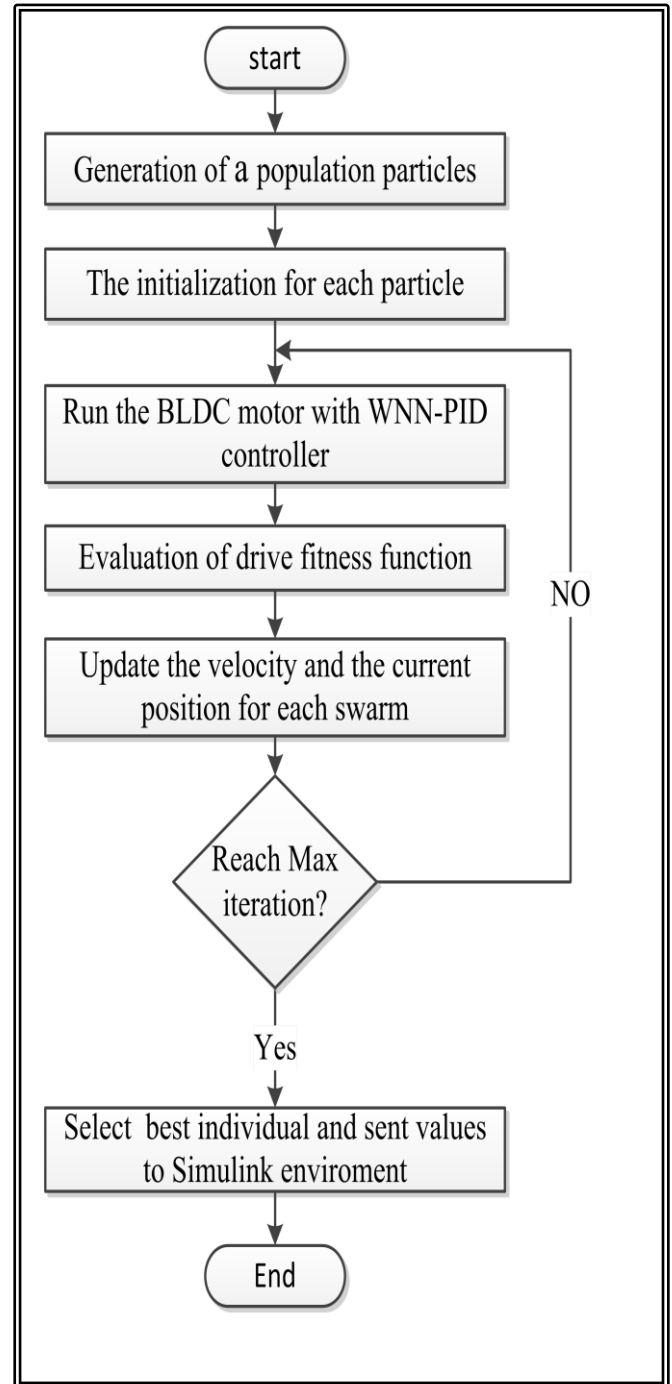 start
Generation of a population particles
The initialization for each particle
Run the BLDC motor with WNN-PID
controller
Evaluation of drive fitness function
NO
Update the velocity and the current
position for each swarm
Reach Max
iteration?
Yes
Select best individual and sent values
to Simulink enviroment
End